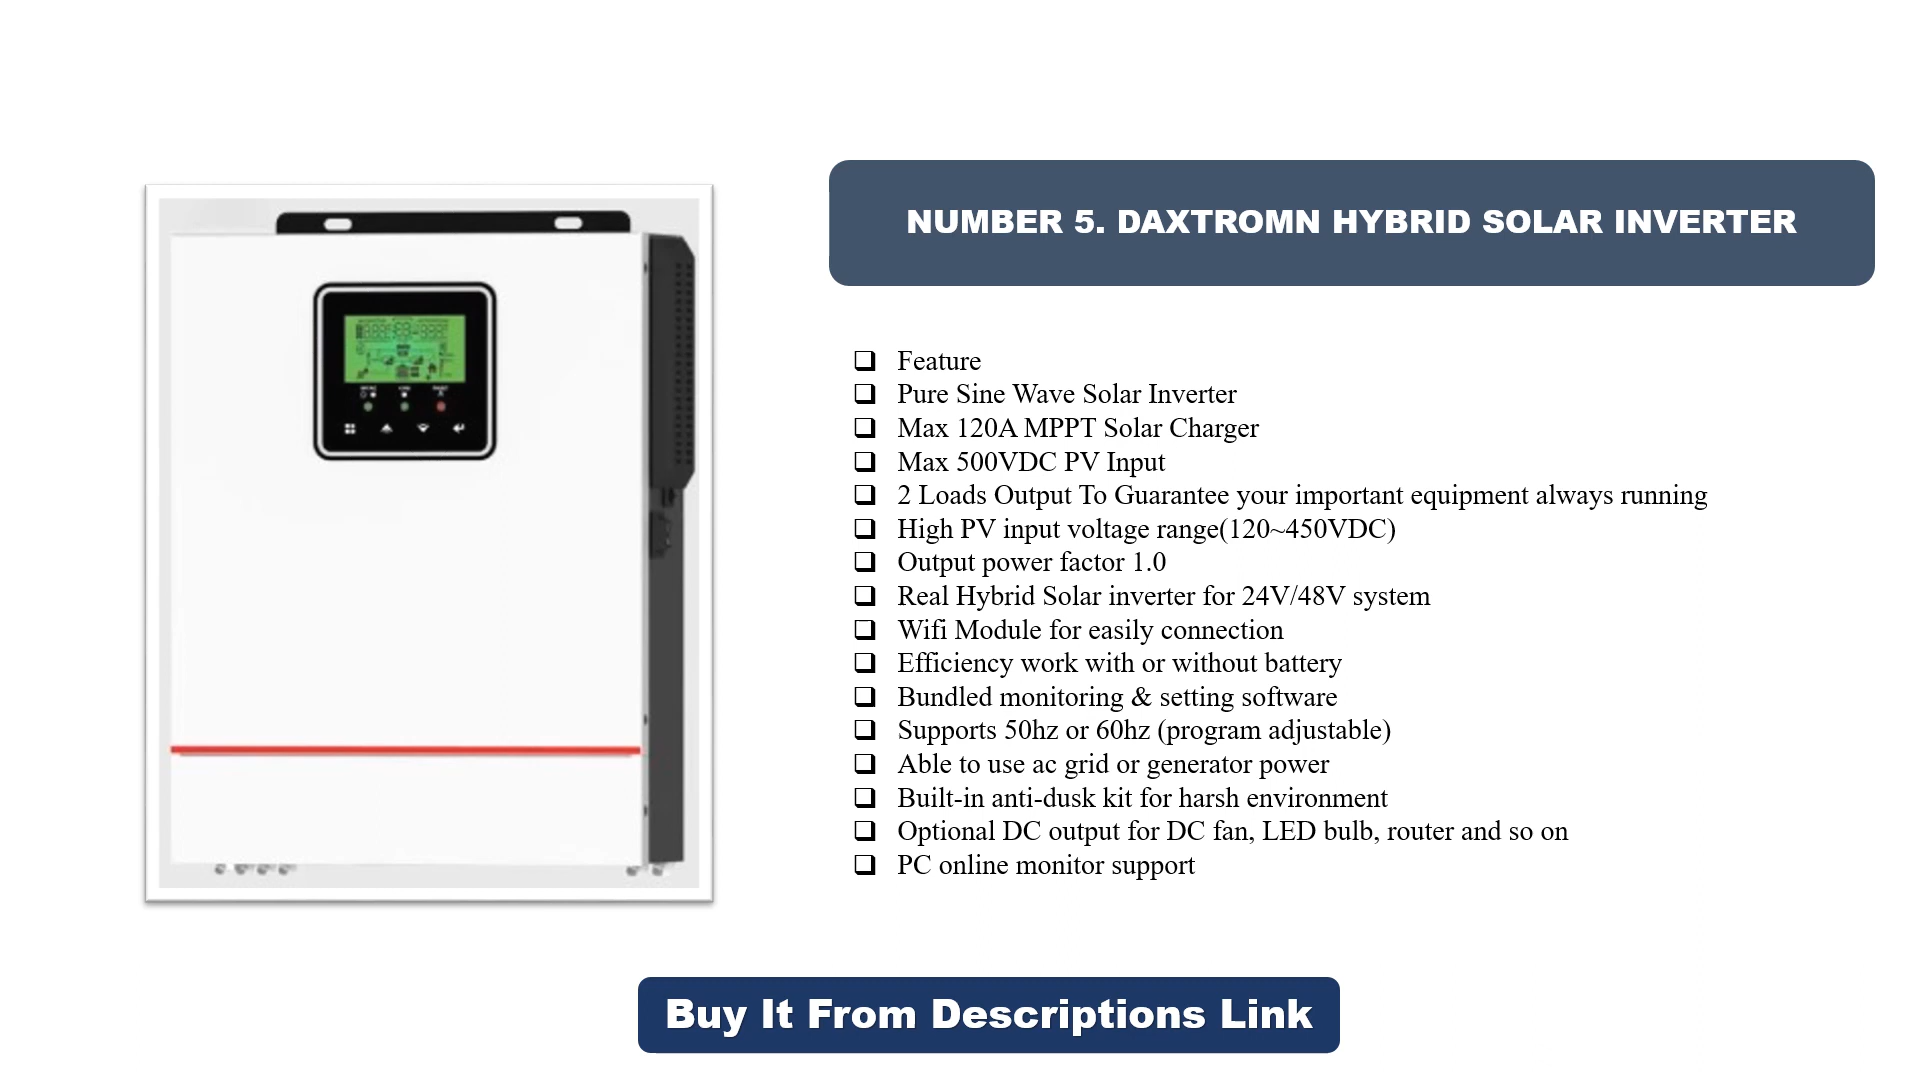 NUMBER 5. DAXTROMN HYBRID SOLAR INVERTER
Feature
Pure Sine Wave Solar Inverter
Max 120A MPPT Solar Charger
Max 500VDC PV Input
2 Loads Output To Guarantee your important equipment always running
High PV input voltage range(120~450VDC)
Output power factor 1.0
Real Hybrid Solar inverter for 24V/48V system
Wifi Module for easily connection
Efficiency work with or without battery
Bundled monitoring & setting software
Supports 50hz or 60hz (program adjustable)
Able to use ac grid or generator power
Built-in anti-dusk kit for harsh environment
Optional DC output for DC fan, LED bulb, router and so on
PC online monitor support
Buy It From Descriptions Link